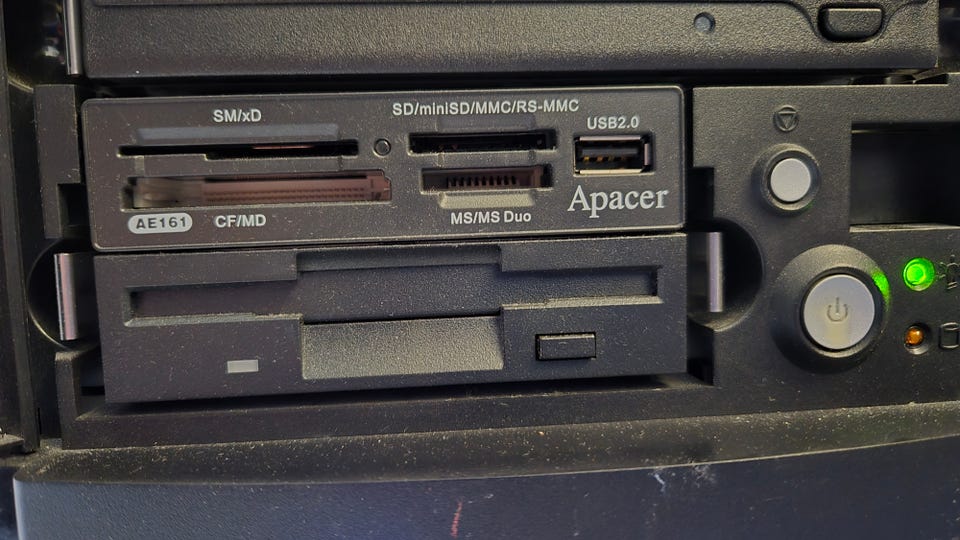 SM/xD
SD/miniSD/MMC/RS-MMC
USB2.0
Apacer
AE161 CF/MD
MS/MS Duo